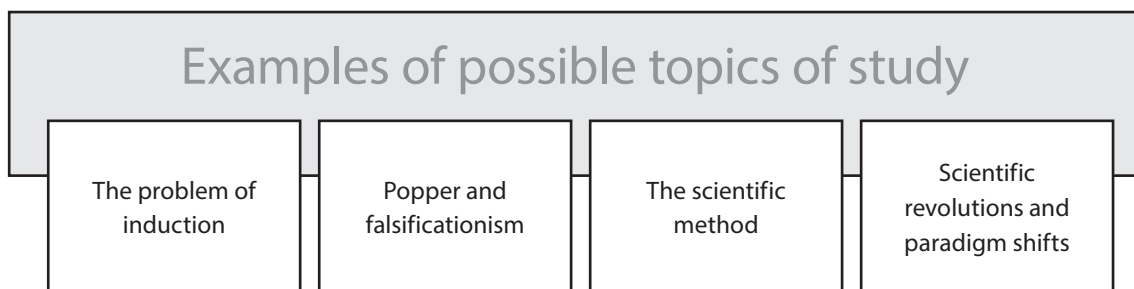 Examples of possible topics of study
The problem of
induction
Popper and
falsificationism
The scientific
method
Scientific
revolutions and
paradigm shifts